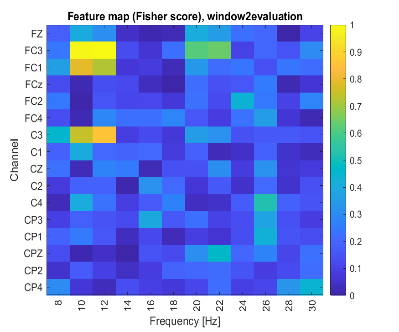 Feature map (Fisher score), window2evaluation
FZ
FC3
FC1
FCz
FC2
FC4
C3
C1
CZ
C2
C4
CP3
CP1
CPZ
CP2
CP4
Channel
8 10 12 14 16 18 20 22 24 26 28 30
Frequency [Hz]
1
0.9
0.8
0.7
0.6
0.5
0.4
0.3
0.2
0.1
0